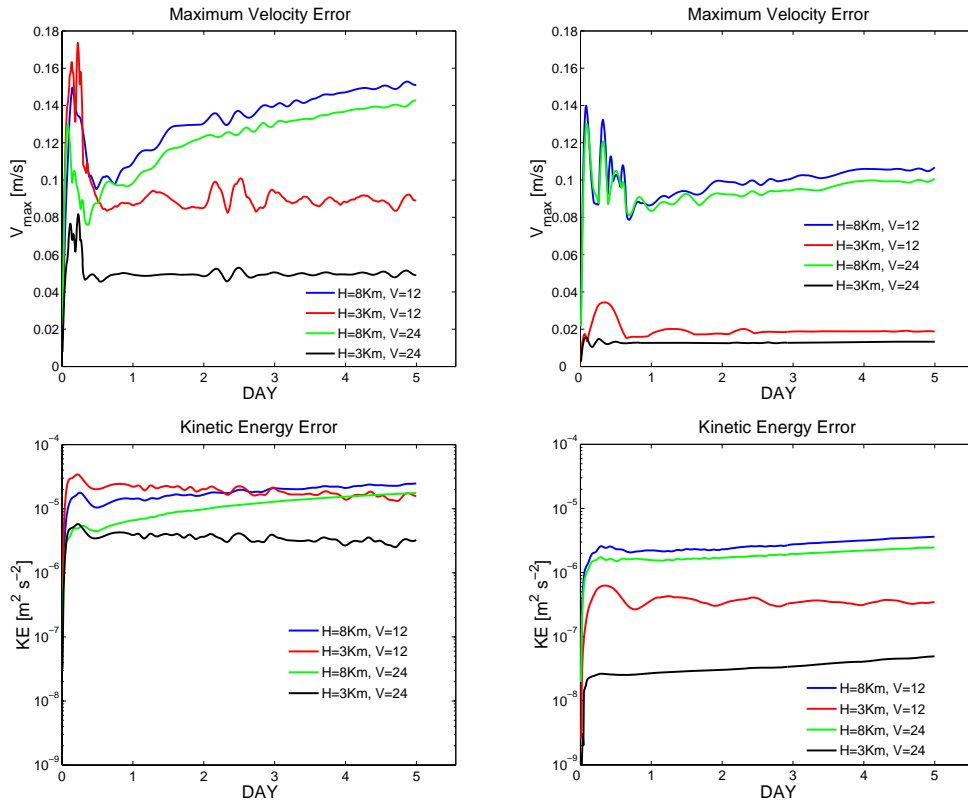 Maximum Velocity Error
0.18
0.16
0.14
0.12
0.1
0.08
0.06
0.04
0.02
0
V_max [m/s]
H=8Km, V=12
H=3Km, V=12
H=8Km, V=24
H=3Km, V=24
0 1 2 3 4 5
DAY
Maximum Velocity Error
0.18
0.16
0.14
0.12
0.1
0.08
0.06
0.04
0.02
0
V_max [m/s]
H=8Km, V=12
H=3Km, V=12
H=8Km, V=24
H=3Km, V=24
0 1 2 3 4 5
DAY
Kinetic Energy Error
10⁻⁴
10⁻⁵
10⁻⁶
10⁻⁷
10⁻⁸
10⁻⁹
KE [m² s⁻²]
H=8Km, V=12
H=3Km, V=12
H=8Km, V=24
H=3Km, V=24
0 1 2 3 4 5
DAY
Kinetic Energy Error
10⁻⁴
10⁻⁵
10⁻⁶
10⁻⁷
10⁻⁸
10⁻⁹
KE [m² s⁻²]
H=8Km, V=12
H=3Km, V=12
H=8Km, V=24
H=3Km, V=24
0 1 2 3 4 5
DAY